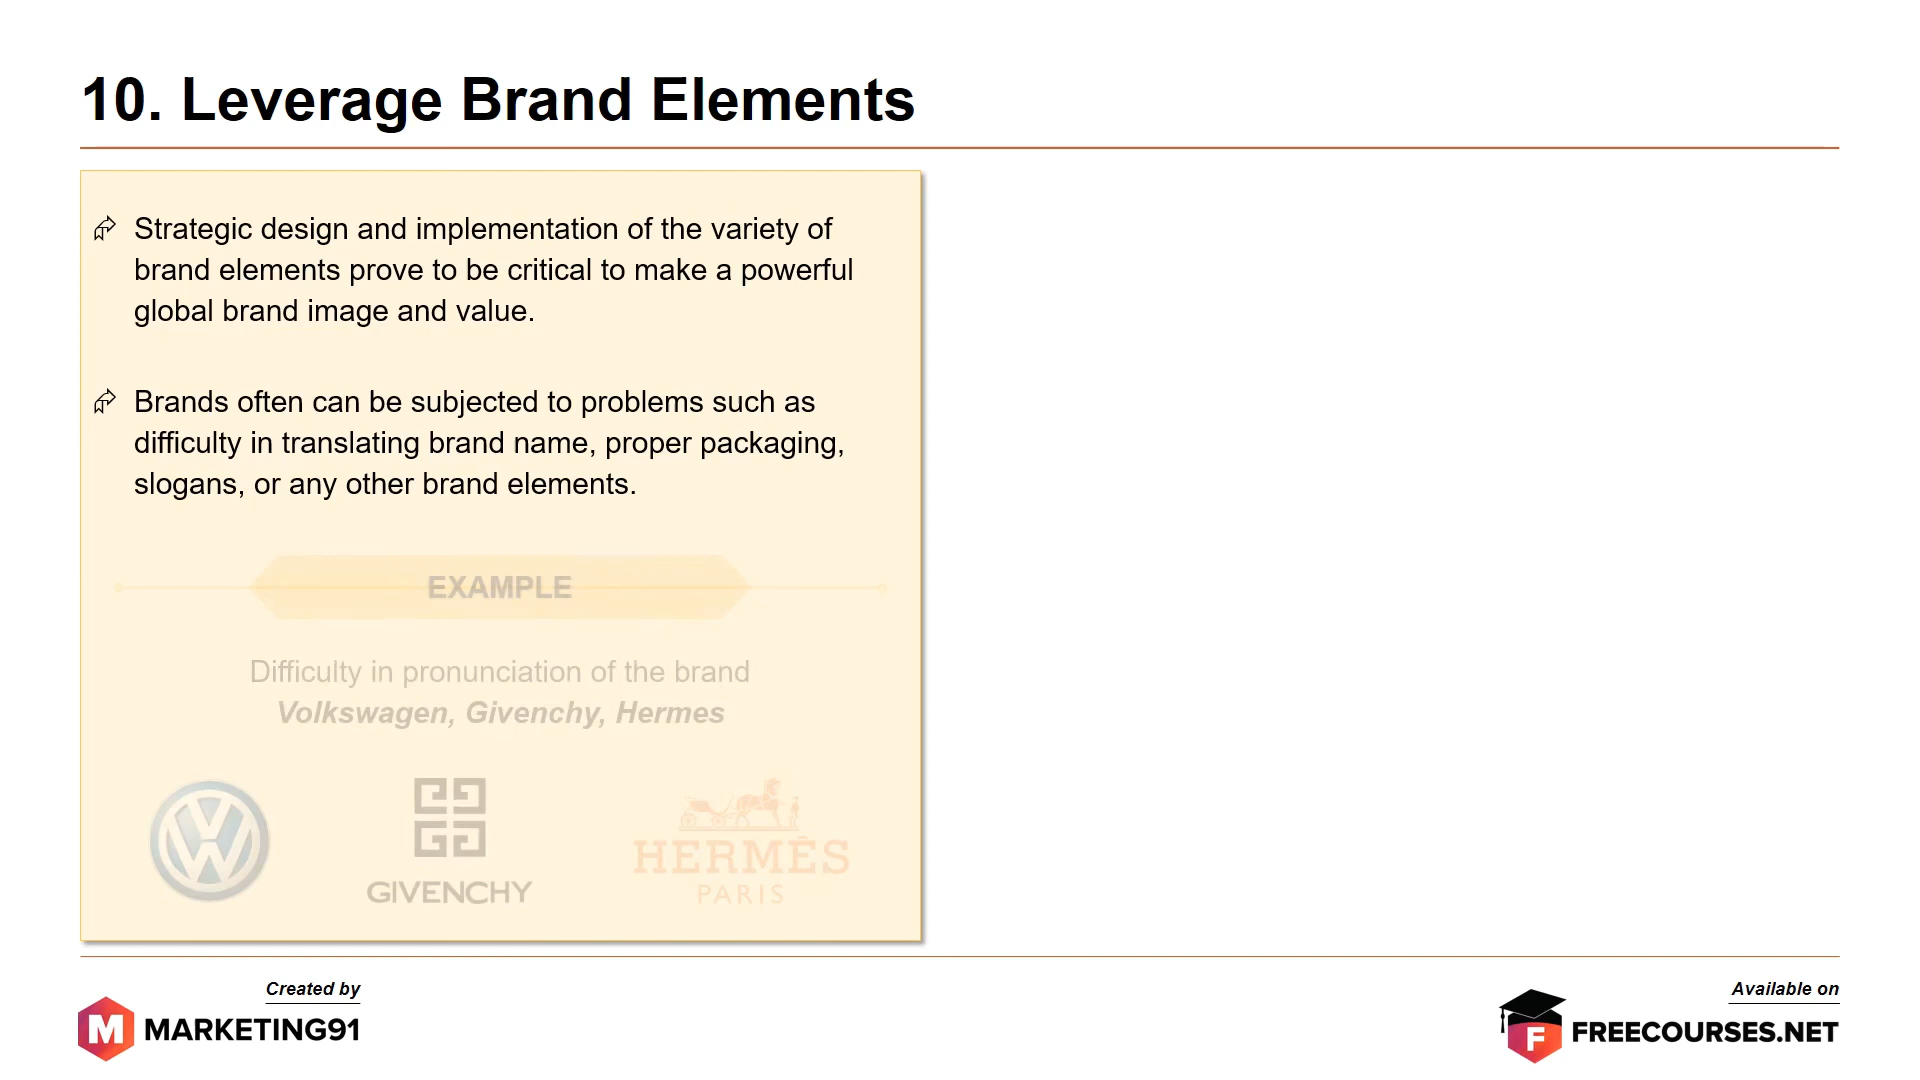 10. Leverage Brand Elements
Strategic design and implementation of the variety of
brand elements prove to be critical to make a powerful
global brand image and value.
Brands often can be subjected to problems such as
difficulty in translating brand name, proper packaging,
slogans, or any other brand elements.
EXAMPLE
Difficulty in pronunciation of the brand
Volkswagen, Givenchy, Hermes
GIVENCHY
HERMÈS
PARIS
Created by
M MARKETING91
Available on
F FREECOURSES.NET